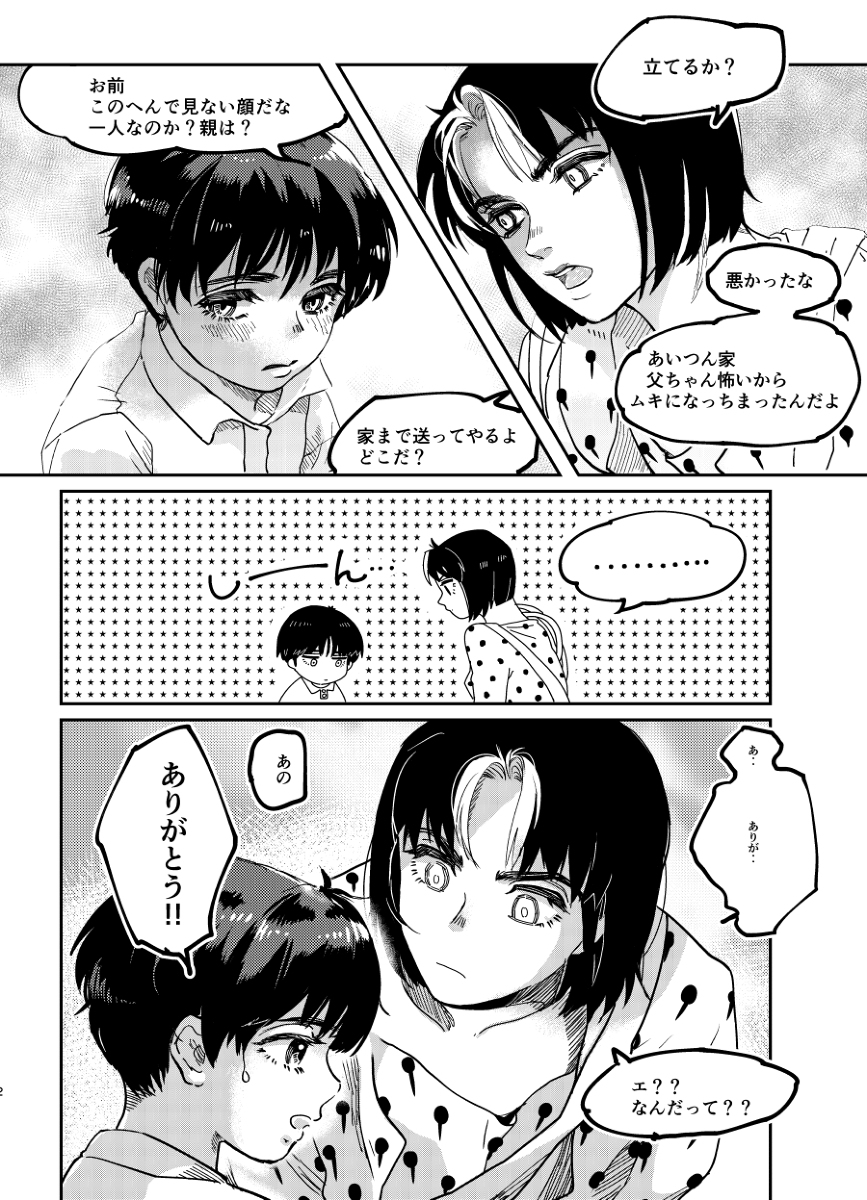 立てるか？
悪かったな
あいつん家
父ちゃん怖いから
ムキになっちまったんだよ
お前
このへんで見ない顔だな
一人なのか？親は？
家まで送ってやるよ
どこだ？
…………
しーん…
あ‥
ありが‥
あの
ありがとう!!
エ？？
なんだって？？
2